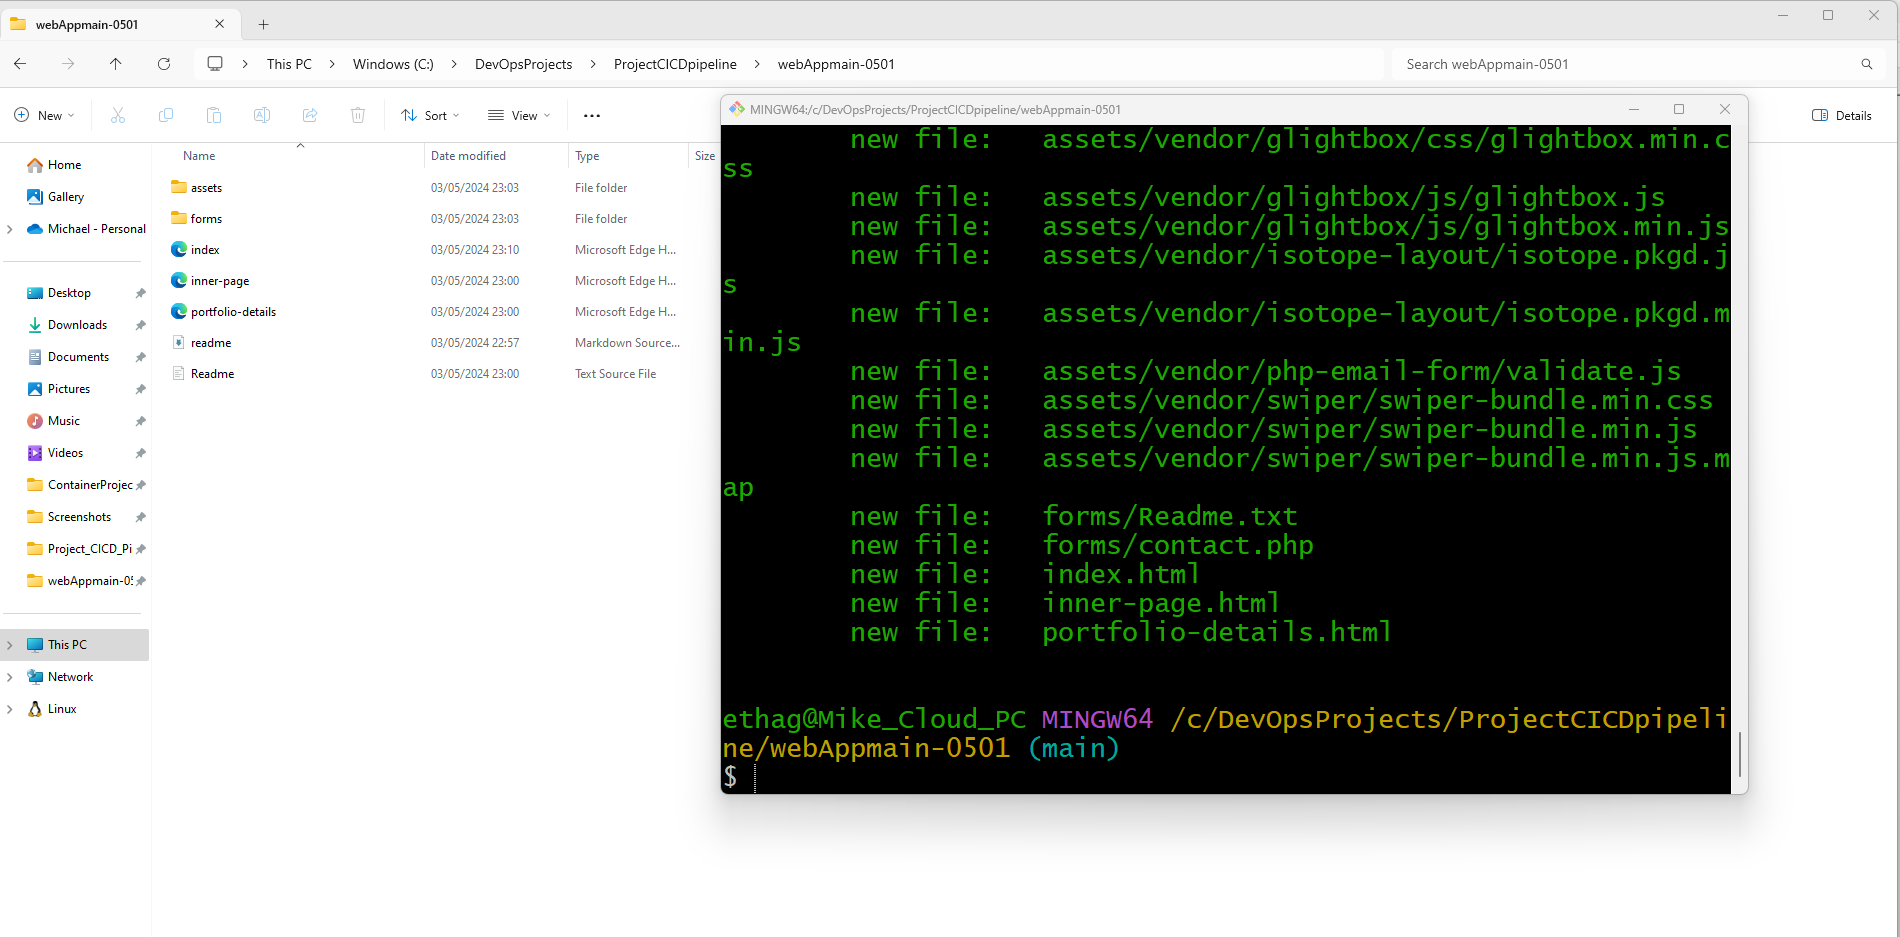 webAppmain-0501
This PC > Windows (C:) > DevOpsProjects > ProjectCICDpipeline > webAppmain-0501
Search webAppmain-0501
New
Sort
View
Details
Home
Gallery
Michael - Personal
Desktop
Downloads
Documents
Pictures
Music
Videos
ContainerProjec
Screenshots
Project_CICD_Pi
webAppmain-05
This PC
Network
Linux
Name Date modified Type Size
assets 03/05/2024 23:03 File folder
forms 03/05/2024 23:03 File folder
index 03/05/2024 23:10 Microsoft Edge H...
inner-page 03/05/2024 23:00 Microsoft Edge H...
portfolio-details 03/05/2024 23:00 Microsoft Edge H...
readme 03/05/2024 22:57 Markdown Source...
Readme 03/05/2024 23:00 Text Source File
MINGW64:/c/DevOpsProjects/ProjectCICDpipeline/webAppmain-0501
new file: assets/vendor/glightbox/css/glightbox.min.c
ss
new file: assets/vendor/glightbox/js/glightbox.js
new file: assets/vendor/glightbox/js/glightbox.min.js
new file: assets/vendor/isotope-layout/isotope.pkgd.j
s
new file: assets/vendor/isotope-layout/isotope.pkgd.m
in.js
new file: assets/vendor/php-email-form/validate.js
new file: assets/vendor/swiper/swiper-bundle.min.css
new file: assets/vendor/swiper/swiper-bundle.min.js
new file: assets/vendor/swiper/swiper-bundle.min.js.m
ap
new file: forms/Readme.txt
new file: forms/contact.php
new file: index.html
new file: inner-page.html
new file: portfolio-details.html
ethag@Mike_Cloud_PC MINGW64 /c/DevOpsProjects/ProjectCICDpipeli
ne/webAppmain-0501 (main)
$